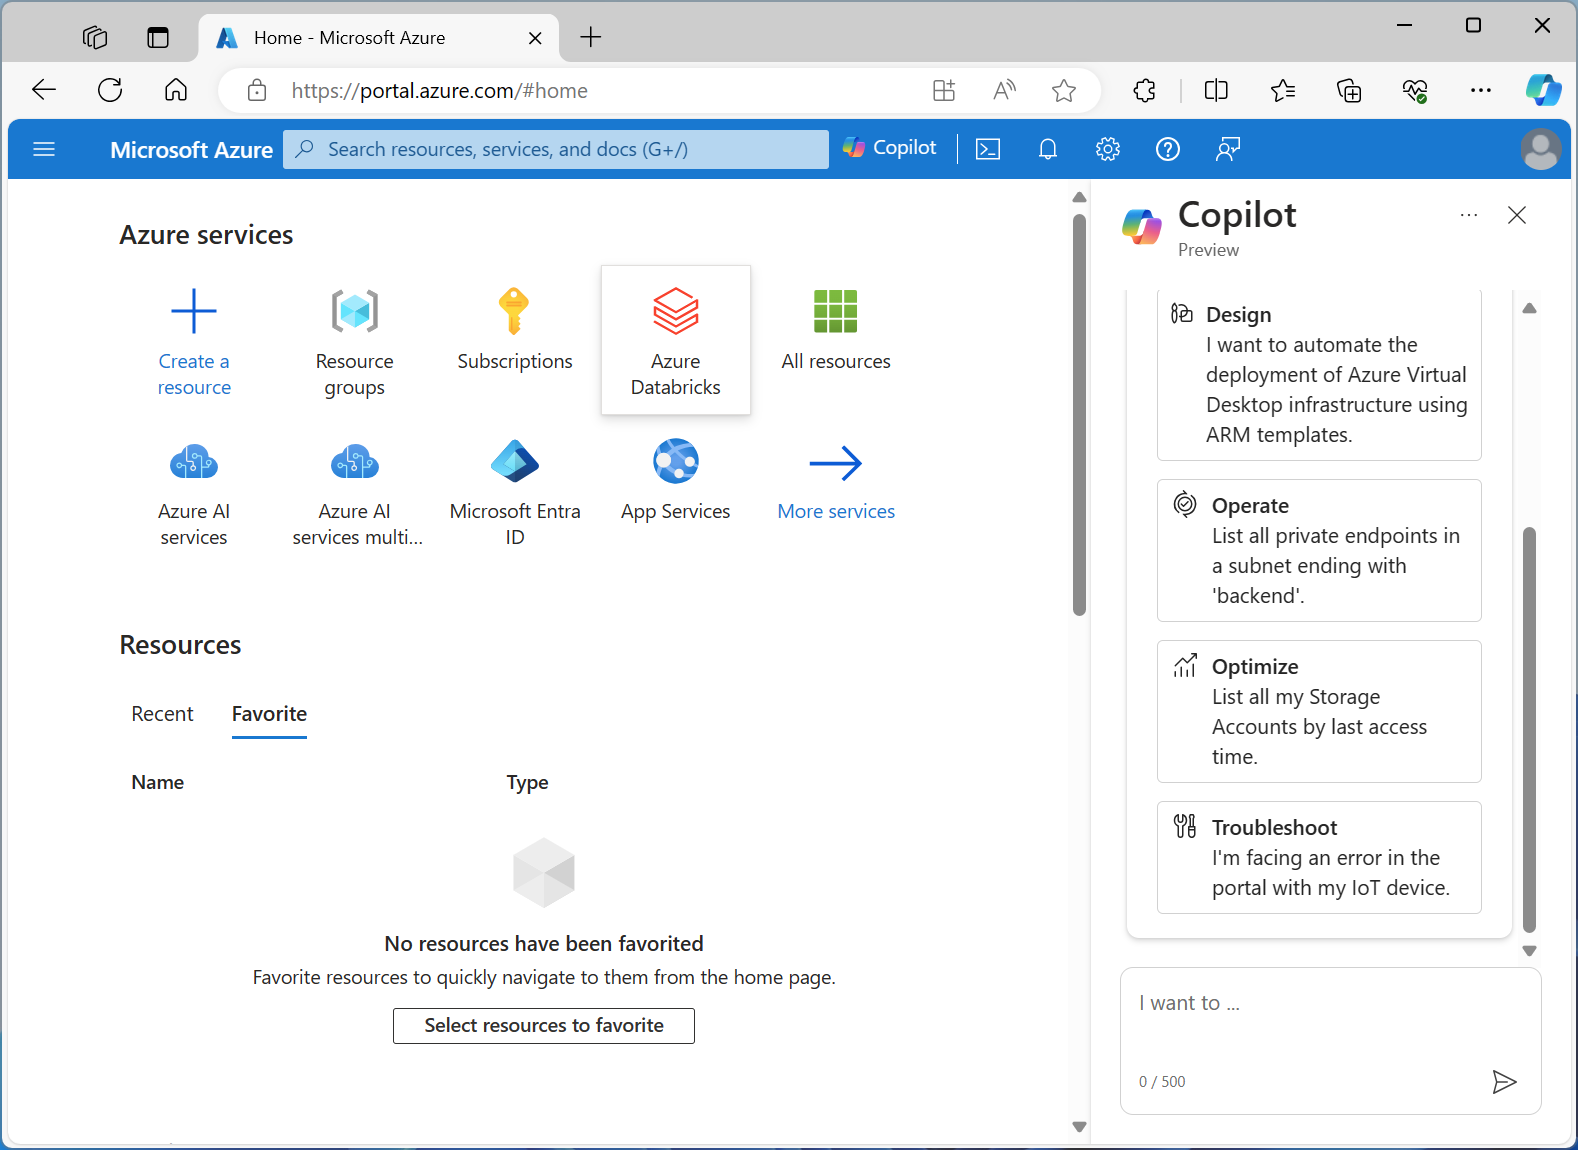 Home - Microsoft Azure
https://portal.azure.com/#home
Microsoft Azure
Search resources, services, and docs (G+/)
Copilot
Azure services
Create a
resource
Resource
groups
Subscriptions
Azure
Databricks
All resources
Azure AI
services
Azure AI
services multi...
Microsoft Entra
ID
App Services
More services
Resources
Recent
Favorite
Name
Type
No resources have been favorited
Favorite resources to quickly navigate to them from the home page.
Select resources to favorite
Copilot
Preview
Design
I want to automate the
deployment of Azure Virtual
Desktop infrastructure using
ARM templates.
Operate
List all private endpoints in
a subnet ending with
'backend'.
Optimize
List all my Storage
Accounts by last access
time.
Troubleshoot
I'm facing an error in the
portal with my IoT device.
I want to ...
0 / 500